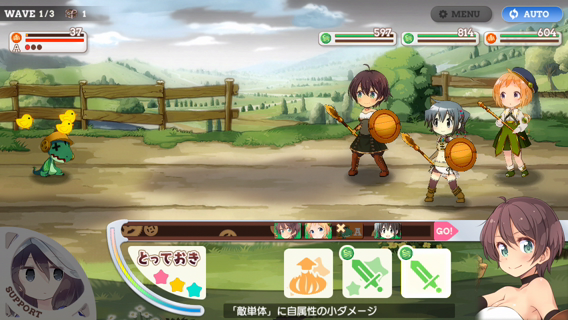 WAVE 1/3 1
MENU
AUTO
37
A
597
814
604
GO!
とっておき
SUPPORT
「敵単体」に自属性の小ダメージ